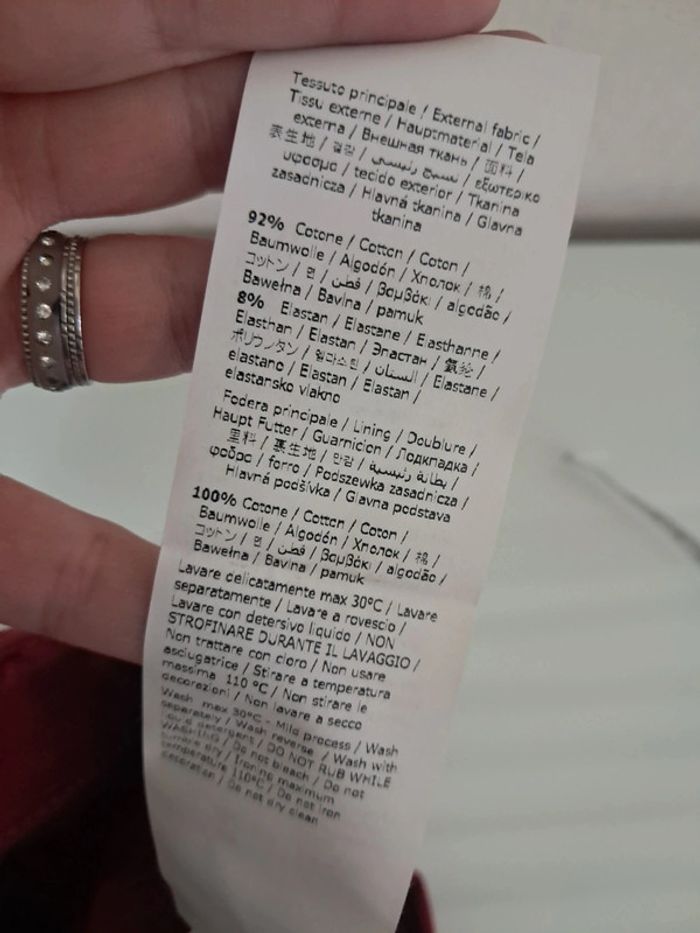 Tessuto principale / External fabric /
Tissu externe / Hauptmaterial / Tela
externa / Внешная ткань / 面料 /
表生地 / 겉감 / نسيج رئيسي / εξωτερικο
υφασμα / tecido exterior / Tkanina
zasadnicza / Hlavná tkanina / Glavna
tkanina
92% Cotone / Cotton / Coton /
Baumwolle / Algodón / Хлопок / 棉 /
コットン / 면 / قطن / βαμβάκι / algodão /
Bawełna / Bavlna / pamuk
8% Elastan / Elastane / Elasthanne /
Elasthan / Elastan / Эластан / 氨纶 /
ポリウレタン / 엘라스틴 / الستان / Elastane /
elastano / Elastan / Elastan /
elastansko vlakno
Fodera principale / Lining / Doublure /
Haupt Futter / Guarnicion / Подкладка /
里料 / 裏生地 / 안감 / بطانة رئيسية /
φοδρα / forro / Podszewka zasadnicza /
Hlavná podšívka / Glavna podstava
100% Cotone / Cotton / Coton /
Baumwolle / Algodón / Хлопок / 棉 /
コットン / 면 / قطن / βαμβάκι / algodão /
Bawełna / Bavlna / pamuk
Lavare delicatamente max 30°C / Lavare
separatamente / Lavare a rovescio /
Lavare con detersivo liquido / NON
STROFINARE DURANTE IL LAVAGGIO /
Non trattare con cloro / Non usare
asciugatrice / Stirare a temperatura
massima 110 °C / Non stirare le
decorazioni / Non lavare a secco
Wash max 30°C - Mild process / Wash
separately / Wash reverse / Wash with
liquid detergent / DO NOT RUB WHILE
WASHING / Do not bleach / Do not
tumble dry / Ironing maximum
temperature 110°C / Do not iron
decoration / Do not dry clean